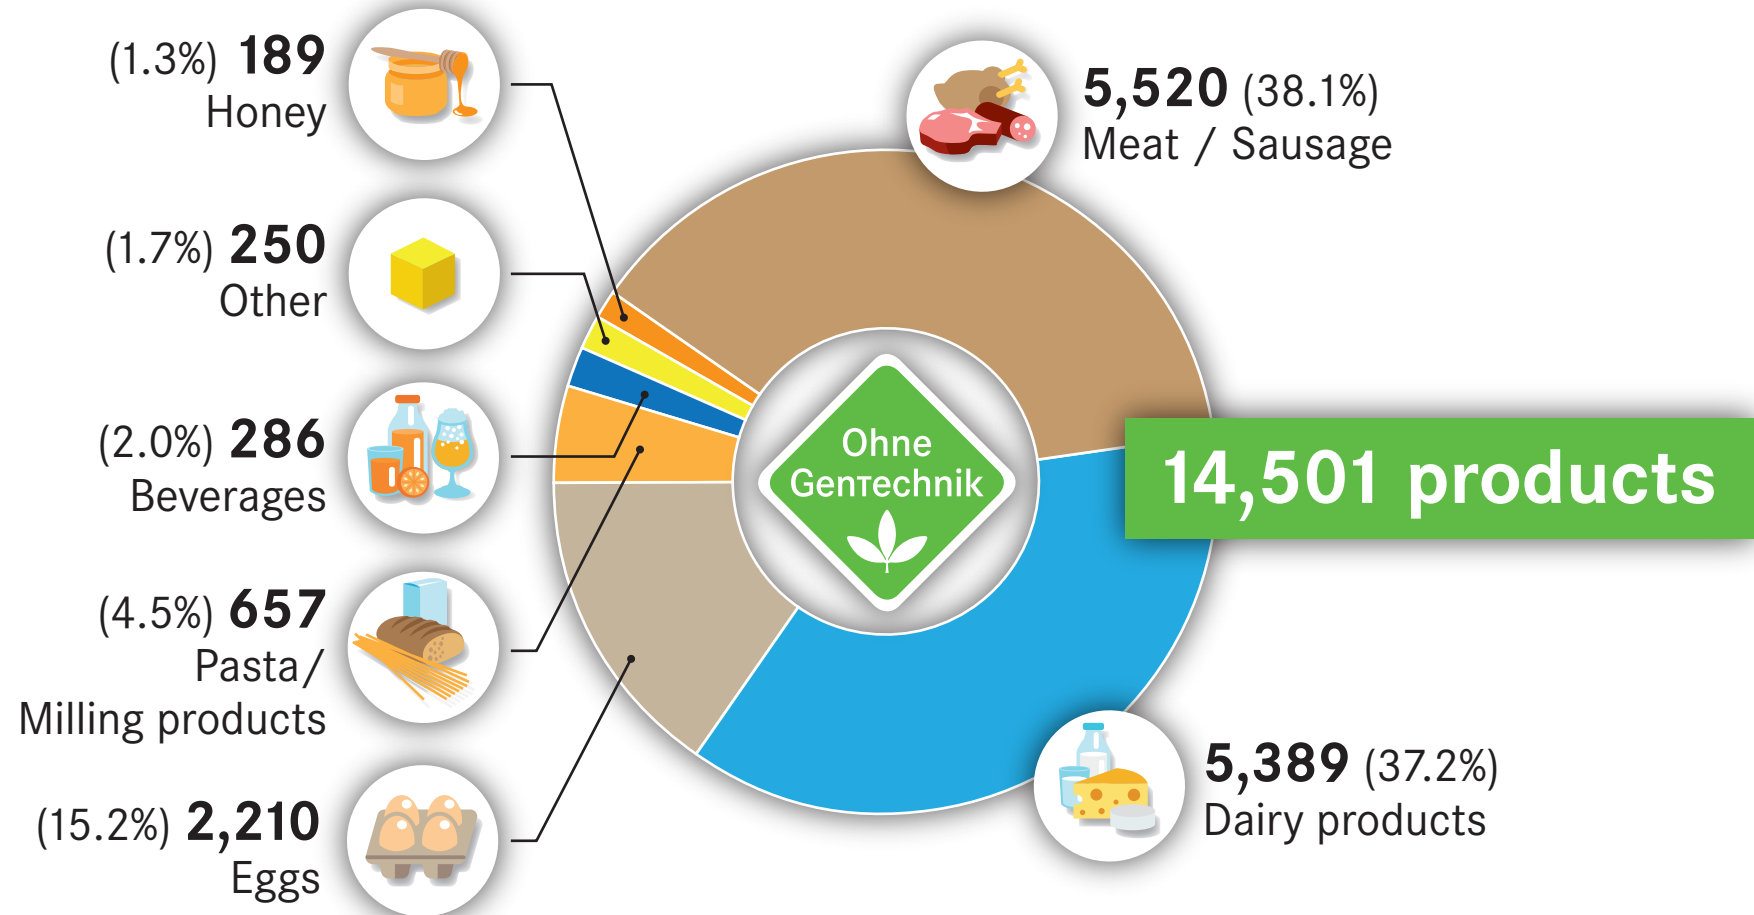 (1.3%) 189
Honey
(1.7%) 250
Other
(2.0%) 286
Beverages
(4.5%) 657
Pasta/
Milling products
(15.2%) 2,210
Eggs
5,520 (38.1%)
Meat / Sausage
Ohne
Gentechnik
14,501 products
5,389 (37.2%)
Dairy products